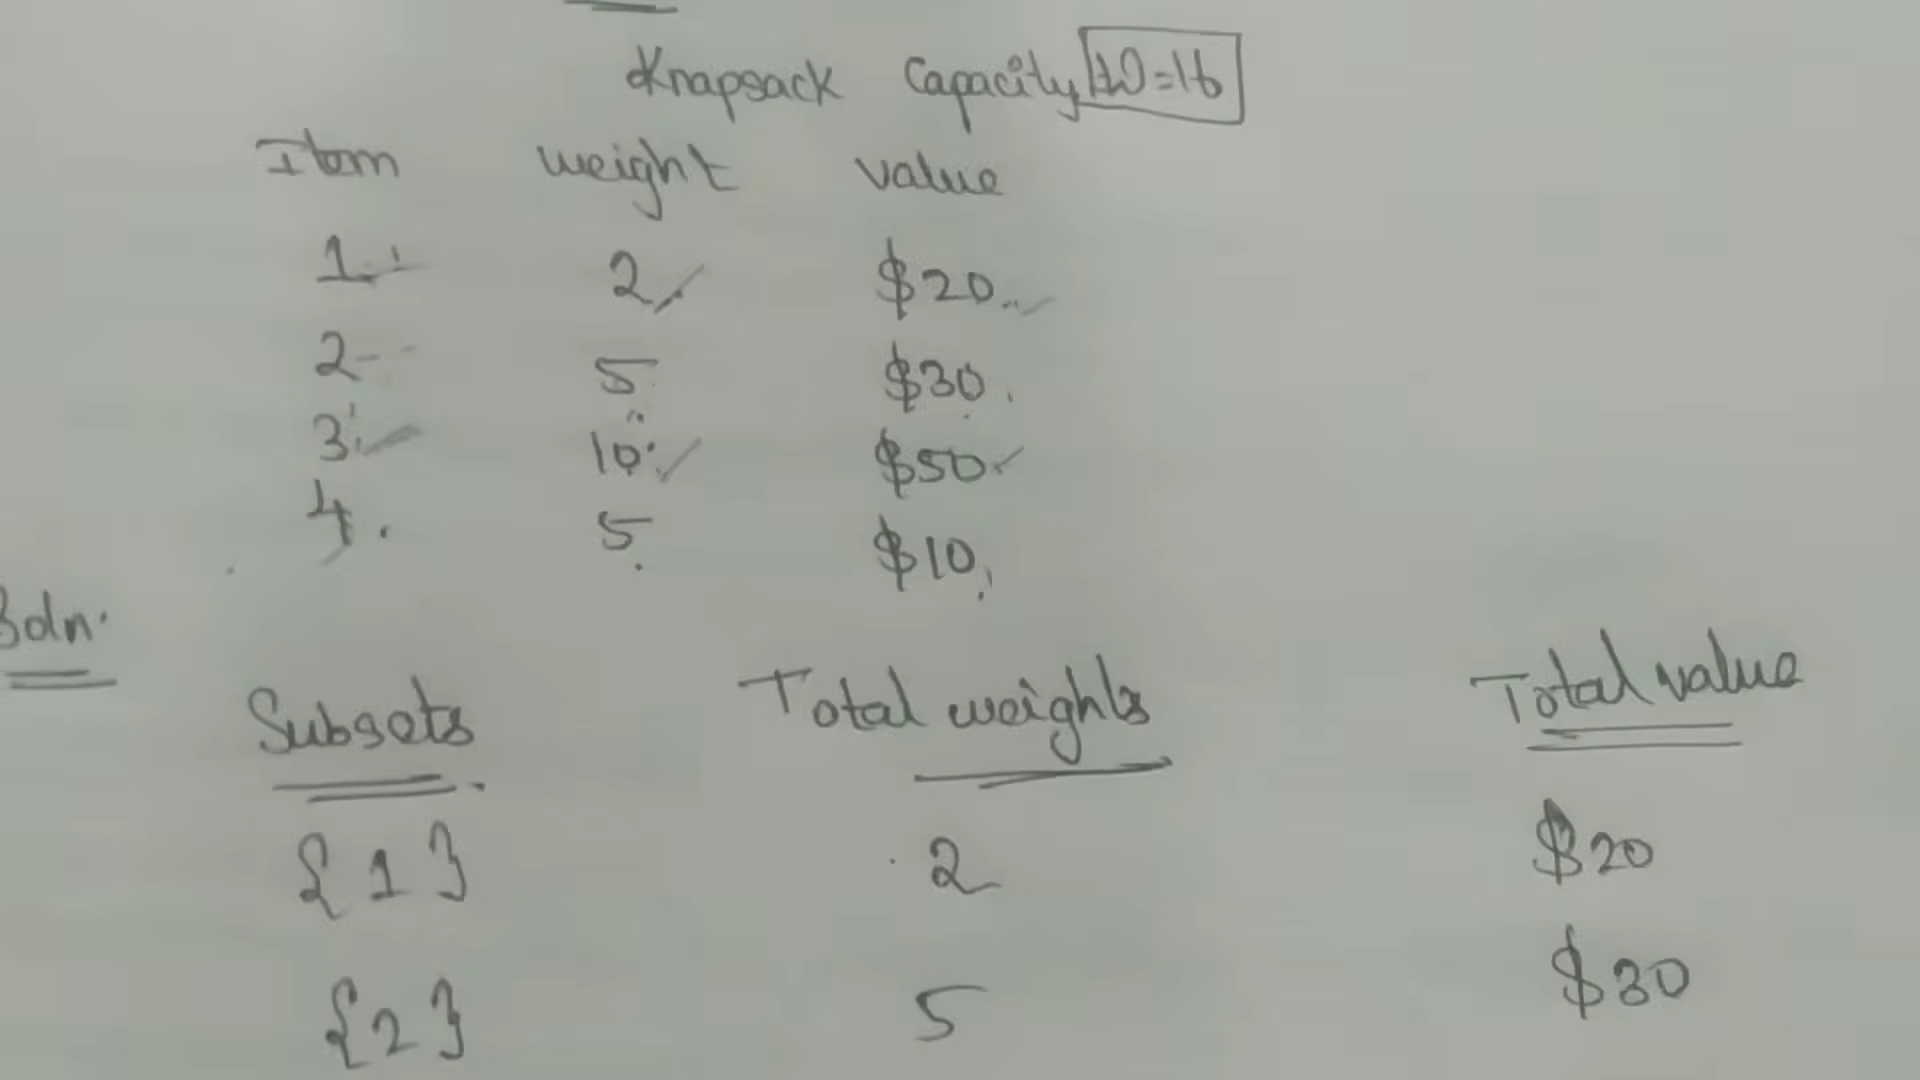 Knapsack Capacity W=16
Item weight value
1 2 $20
2 5 $30
3 10 $50
4 5 $10
Soln.
Subsets Total weights Total value
{1} 2 $20
{2} 5 $30